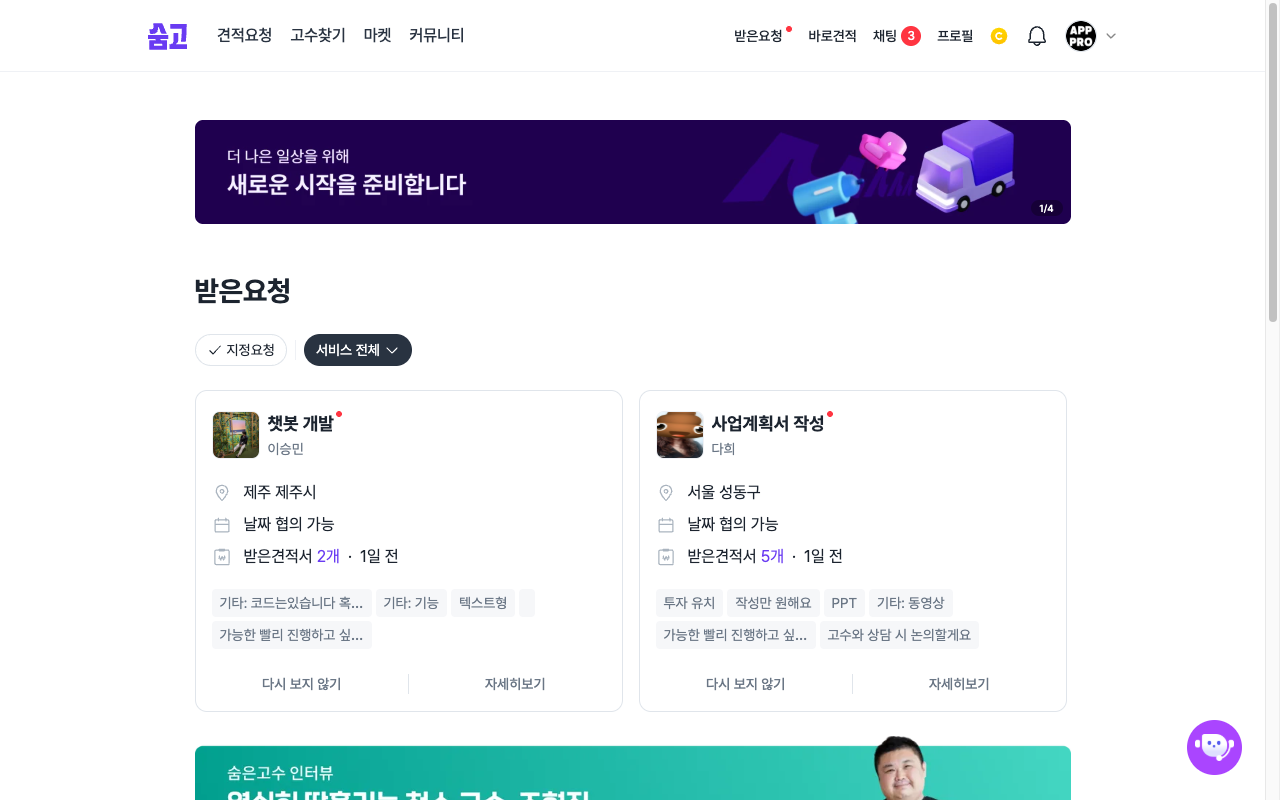 숨고 견적요청 고수찾기 마켓 커뮤니티 받은요청 바로견적 채팅 3 프로필 C APP PRO
더 나은 일상을 위해
새로운 시작을 준비합니다
1/4
받은요청
지정요청 서비스 전체
챗봇 개발
이승민
제주 제주시
날짜 협의 가능
받은견적서 2개 · 1일 전
기타: 코드는있습니다 혹... 기타: 기능 텍스트형
가능한 빨리 진행하고 싶...
다시 보지 않기 자세히보기
사업계획서 작성
다희
서울 성동구
날짜 협의 가능
받은견적서 5개 · 1일 전
투자 유치 작성만 원해요 PPT 기타: 동영상
가능한 빨리 진행하고 싶... 고수와 상담 시 논의할게요
다시 보지 않기 자세히보기
숨은고수 인터뷰